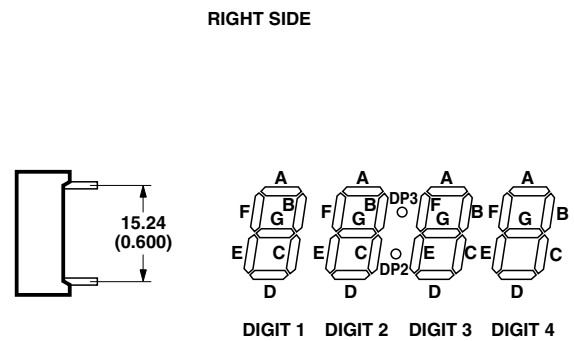 RIGHT SIDE
A A A A
F B F B DP3 F B F B
G G G G
15.24
(0.600)
E C E C E C E C
DP2
D D D D
DIGIT 1 DIGIT 2 DIGIT 3 DIGIT 4